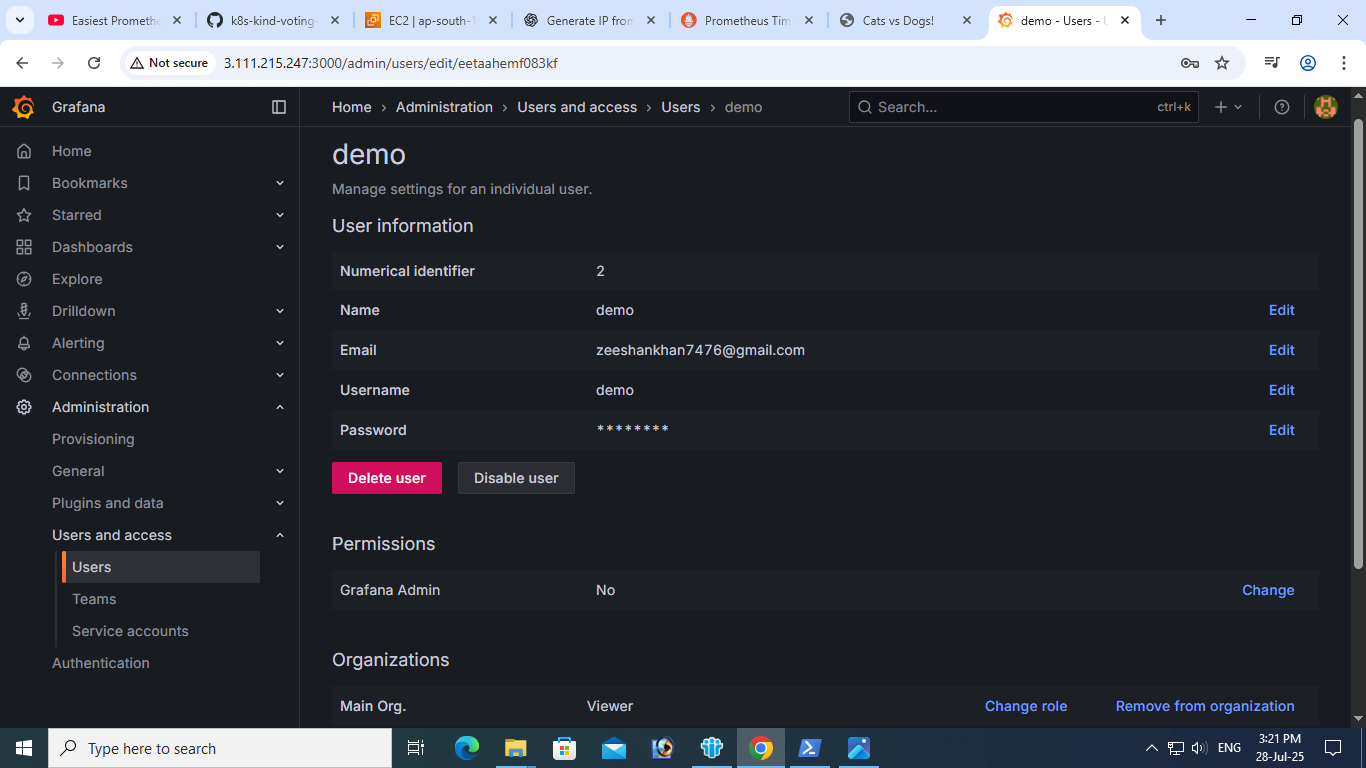 Easiest Prometh
k8s-kind-voting-
EC2 | ap-south-1
Generate IP from
Prometheus Tim
Cats vs Dogs!
demo - Users - U
Not secure 3.111.215.247:3000/admin/users/edit/eetaahemf083kf
Grafana
Home › Administration › Users and access › Users › demo
Search... ctrl+k
Home
Bookmarks
Starred
Dashboards
Explore
Drilldown
Alerting
Connections
Administration
Provisioning
General
Plugins and data
Users and access
Users
Teams
Service accounts
Authentication
demo
Manage settings for an individual user.
User information
Numerical identifier 2
Name demo Edit
Email zeeshankhan7476@gmail.com Edit
Username demo Edit
Password ******** Edit
Delete user Disable user
Permissions
Grafana Admin No Change
Organizations
Main Org. Viewer Change role Remove from organization
Type here to search
ENG
3:21 PM
28-Jul-25